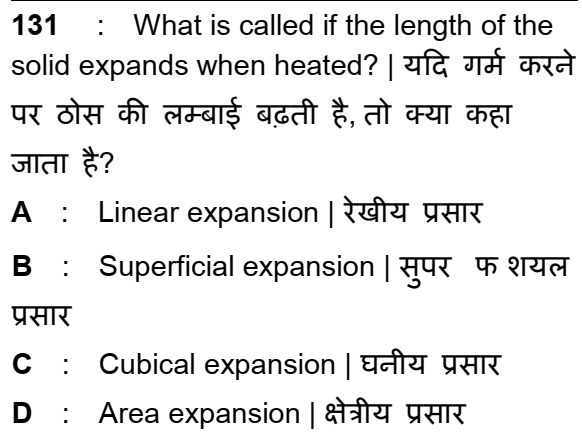 131 : What is called if the length of the
solid expands when heated? | यदि गर्म करने
पर ठोस की लम्बाई बढ़ती है, तो क्या कहा
जाता है?
A : Linear expansion | रेखीय प्रसार
B : Superficial expansion | सुपर फ शयल
प्रसार
C : Cubical expansion | घनीय प्रसार
D : Area expansion | क्षेत्रीय प्रसार